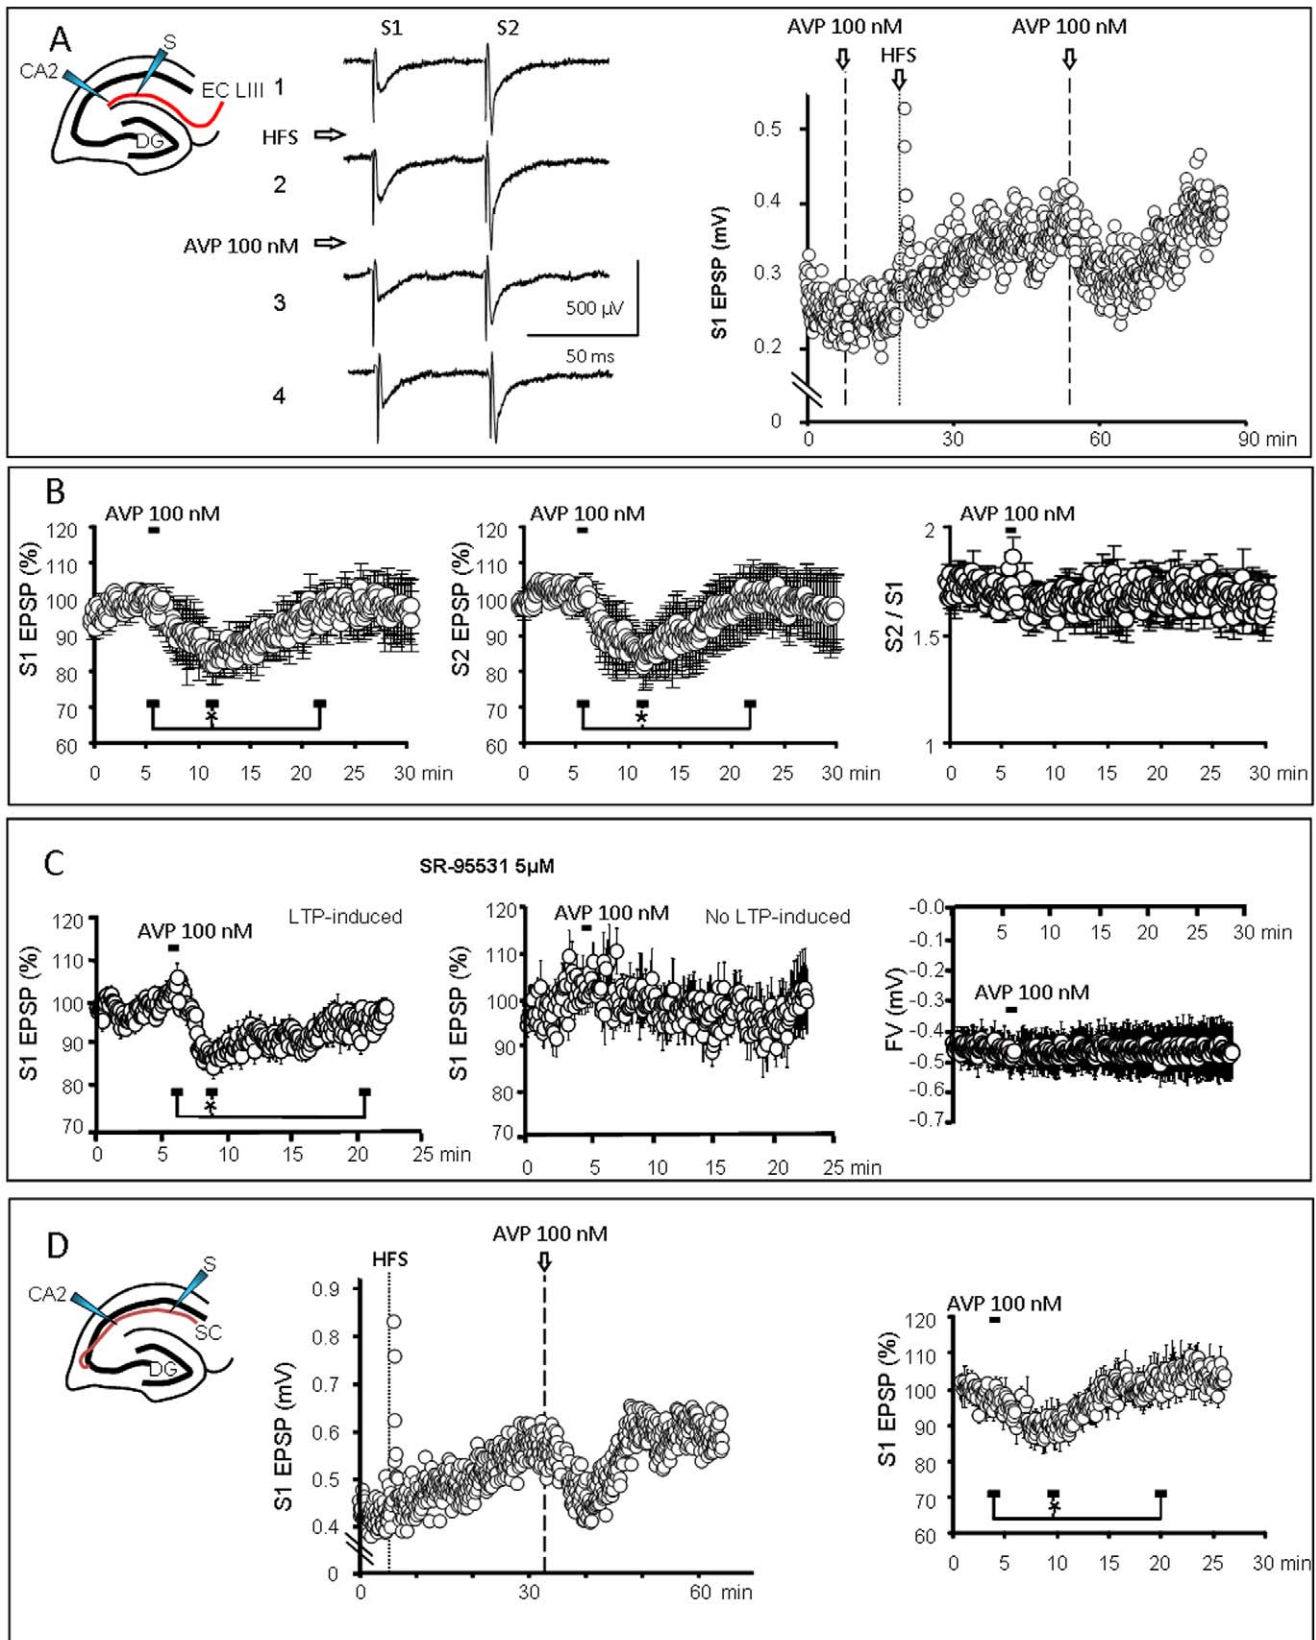 A
S
CA2
EC LIII
DG
S1 S2
1
HFS
2
AVP 100 nM
3
500 µV
50 ms
4
AVP 100 nM AVP 100 nM
HFS
S1 EPSP (mV)
0.5
0.4
0.3
0.2
0
0 30 60 90 min
B
AVP 100 nM
S1 EPSP (%)
120
110
100
90
80
70
60
*
0 5 10 15 20 25 30 min
AVP 100 nM
S2 EPSP (%)
120
110
100
90
80
70
60
*
0 5 10 15 20 25 30 min
AVP 100 nM
S2 / S1
2
1.5
1
0 5 10 15 20 25 30 min
C
SR-95531 5µM
LTP-induced
AVP 100 nM
S1 EPSP (%)
120
110
100
90
80
70
*
0 5 10 15 20 25 min
AVP 100 nM No LTP-induced
S1 EPSP (%)
120
110
100
90
80
70
0 5 10 15 20 25 min
FV (mV)
-0.0
5 10 15 20 25 30 min
-0.1
-0.2
-0.3
AVP 100 nM
-0.4
-0.5
-0.6
-0.7
D
S
CA2
SC
DG
AVP 100 nM
HFS
S1 EPSP (mV)
0.9
0.8
0.7
0.6
0.5
0.4
0
0 30 60 min
AVP 100 nM
S1 EPSP (%)
120
110
100
90
80
70
60
*
0 5 10 15 20 25 30 min